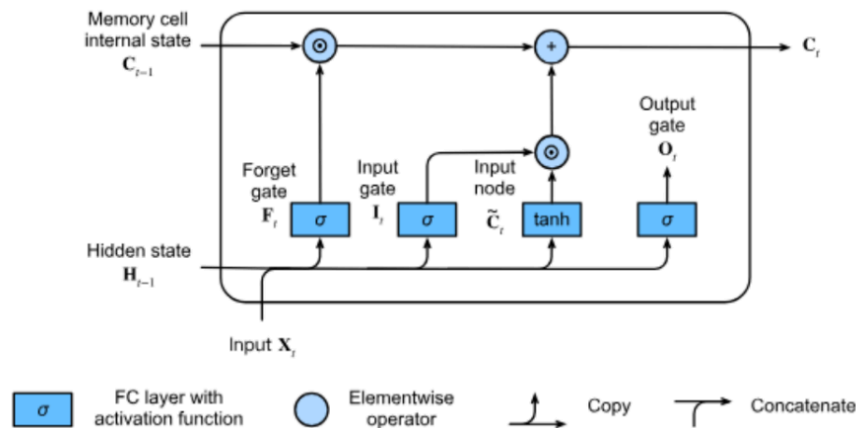 Memory cell
internal state
C_{t-1}
⊙
+
C_t
Output
gate
O_t
⊙
Forget
gate
F_t
σ
Input
gate
I_t
σ
Input
node
C̃_t
tanh
σ
Hidden state
H_{t-1}
Input X_t
σ
FC layer with
activation function
Elementwise
operator
Copy
Concatenate